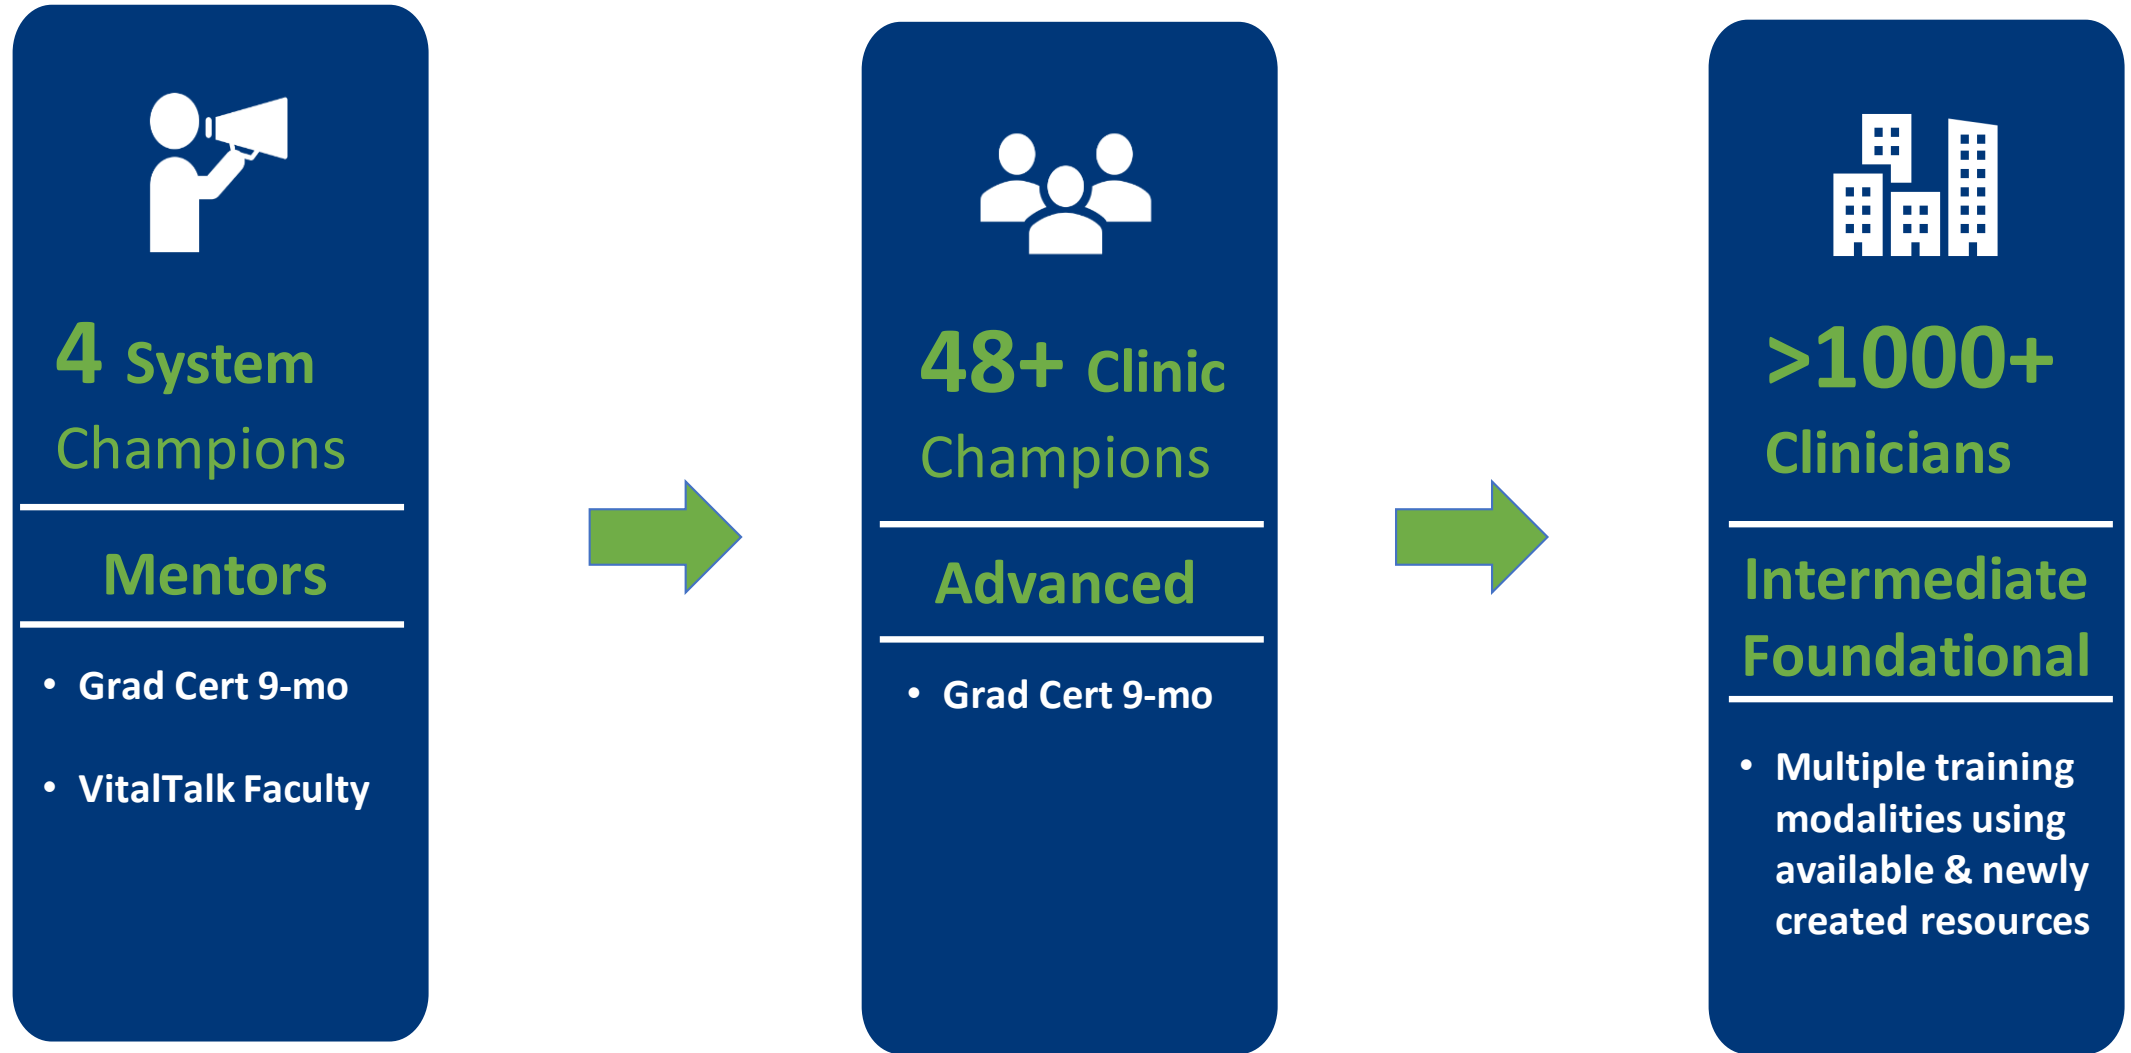 4 System
Champions
Mentors
• Grad Cert 9-mo
• VitalTalk Faculty
48+ Clinic
Champions
Advanced
• Grad Cert 9-mo
>1000+
Clinicians
Intermediate
Foundational
• Multiple training
modalities using
available & newly
created resources